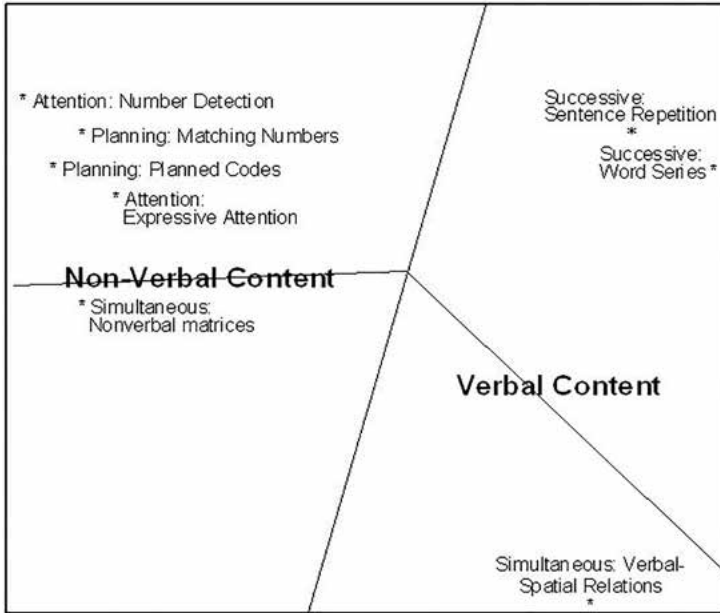 * Attention: Number Detection
* Planning: Matching Numbers
* Planning: Planned Codes
* Attention:
Expressive Attention
Successive:
Sentence Repetition
*
Successive:
Word Series *
Non-Verbal Content
* Simultaneous:
Nonverbal matrices
Verbal Content
Simultaneous: Verbal-
Spatial Relations
*